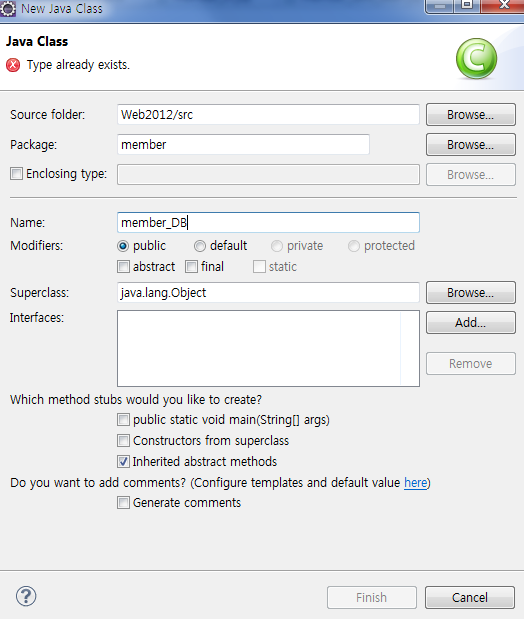 New Java Class
Java Class
Type already exists.
Source folder: Web2012/src Browse...
Package: member Browse...
Enclosing type: Browse...
Name: member_DB
Modifiers: public default private protected
abstract final static
Superclass: java.lang.Object Browse...
Interfaces: Add...
Remove
Which method stubs would you like to create?
public static void main(String[] args)
Constructors from superclass
Inherited abstract methods
Do you want to add comments? (Configure templates and default value here)
Generate comments
? Finish Cancel